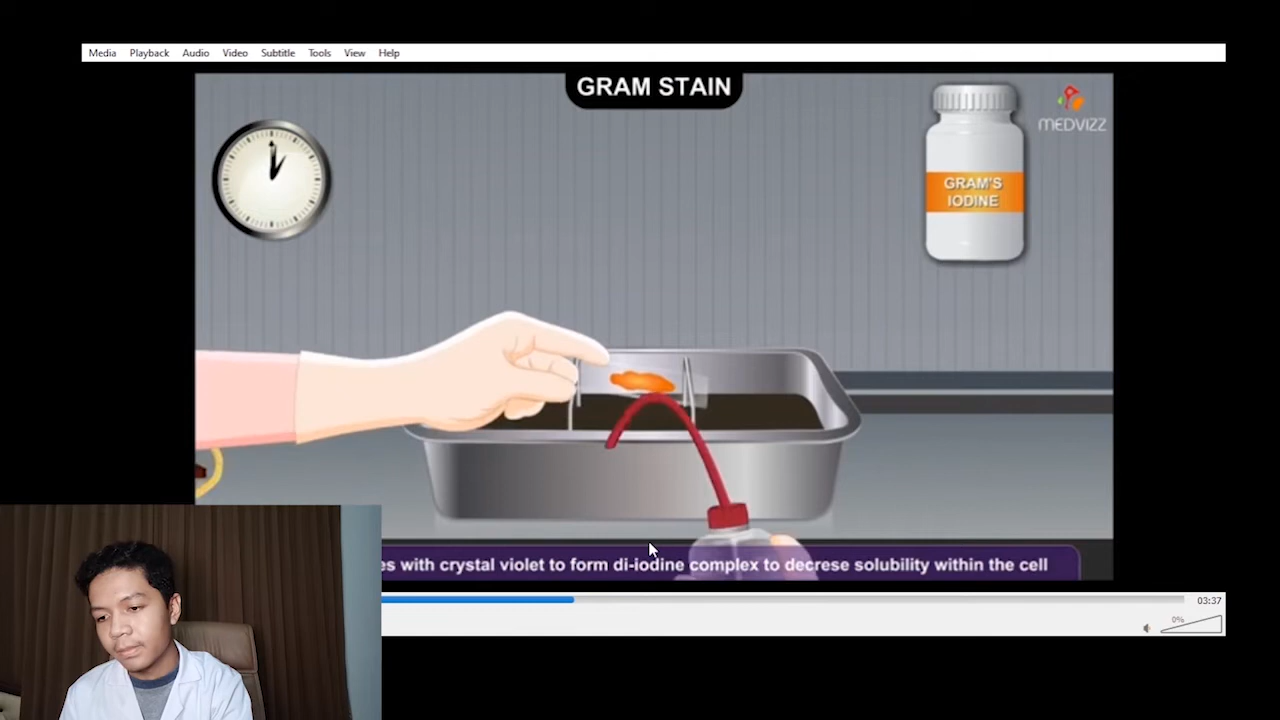 Media Playback Audio Video Subtitle Tools View Help
GRAM STAIN
MEDVIZZ
GRAM'S
IODINE
es with crystal violet to form di-iodine complex to decrese solubility within the cell
03:37
0%